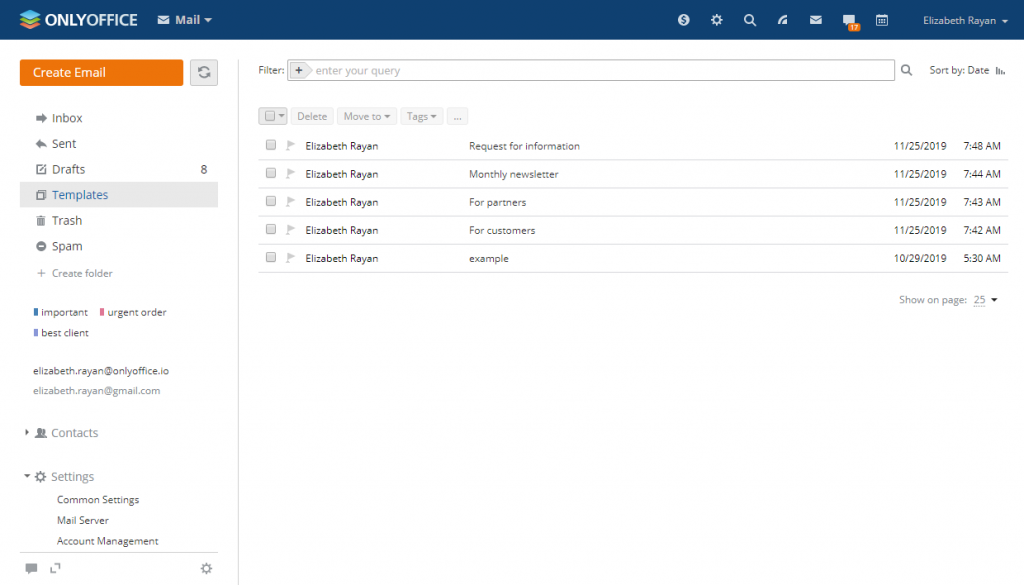 ONLYOFFICE Mail 17 Elizabeth Rayan
Create Email
Filter: + enter your query Sort by: Date
Inbox
Sent
Drafts 8
Templates
Trash
Spam
+ Create folder
important urgent order
best client
elizabeth.rayan@onlyoffice.io
elizabeth.rayan@gmail.com
Contacts
Settings
Common Settings
Mail Server
Account Management
Delete Move to Tags ...
Elizabeth Rayan Request for information 11/25/2019 7:48 AM
Elizabeth Rayan Monthly newsletter 11/25/2019 7:44 AM
Elizabeth Rayan For partners 11/25/2019 7:43 AM
Elizabeth Rayan For customers 11/25/2019 7:42 AM
Elizabeth Rayan example 10/29/2019 5:30 AM
Show on page: 25